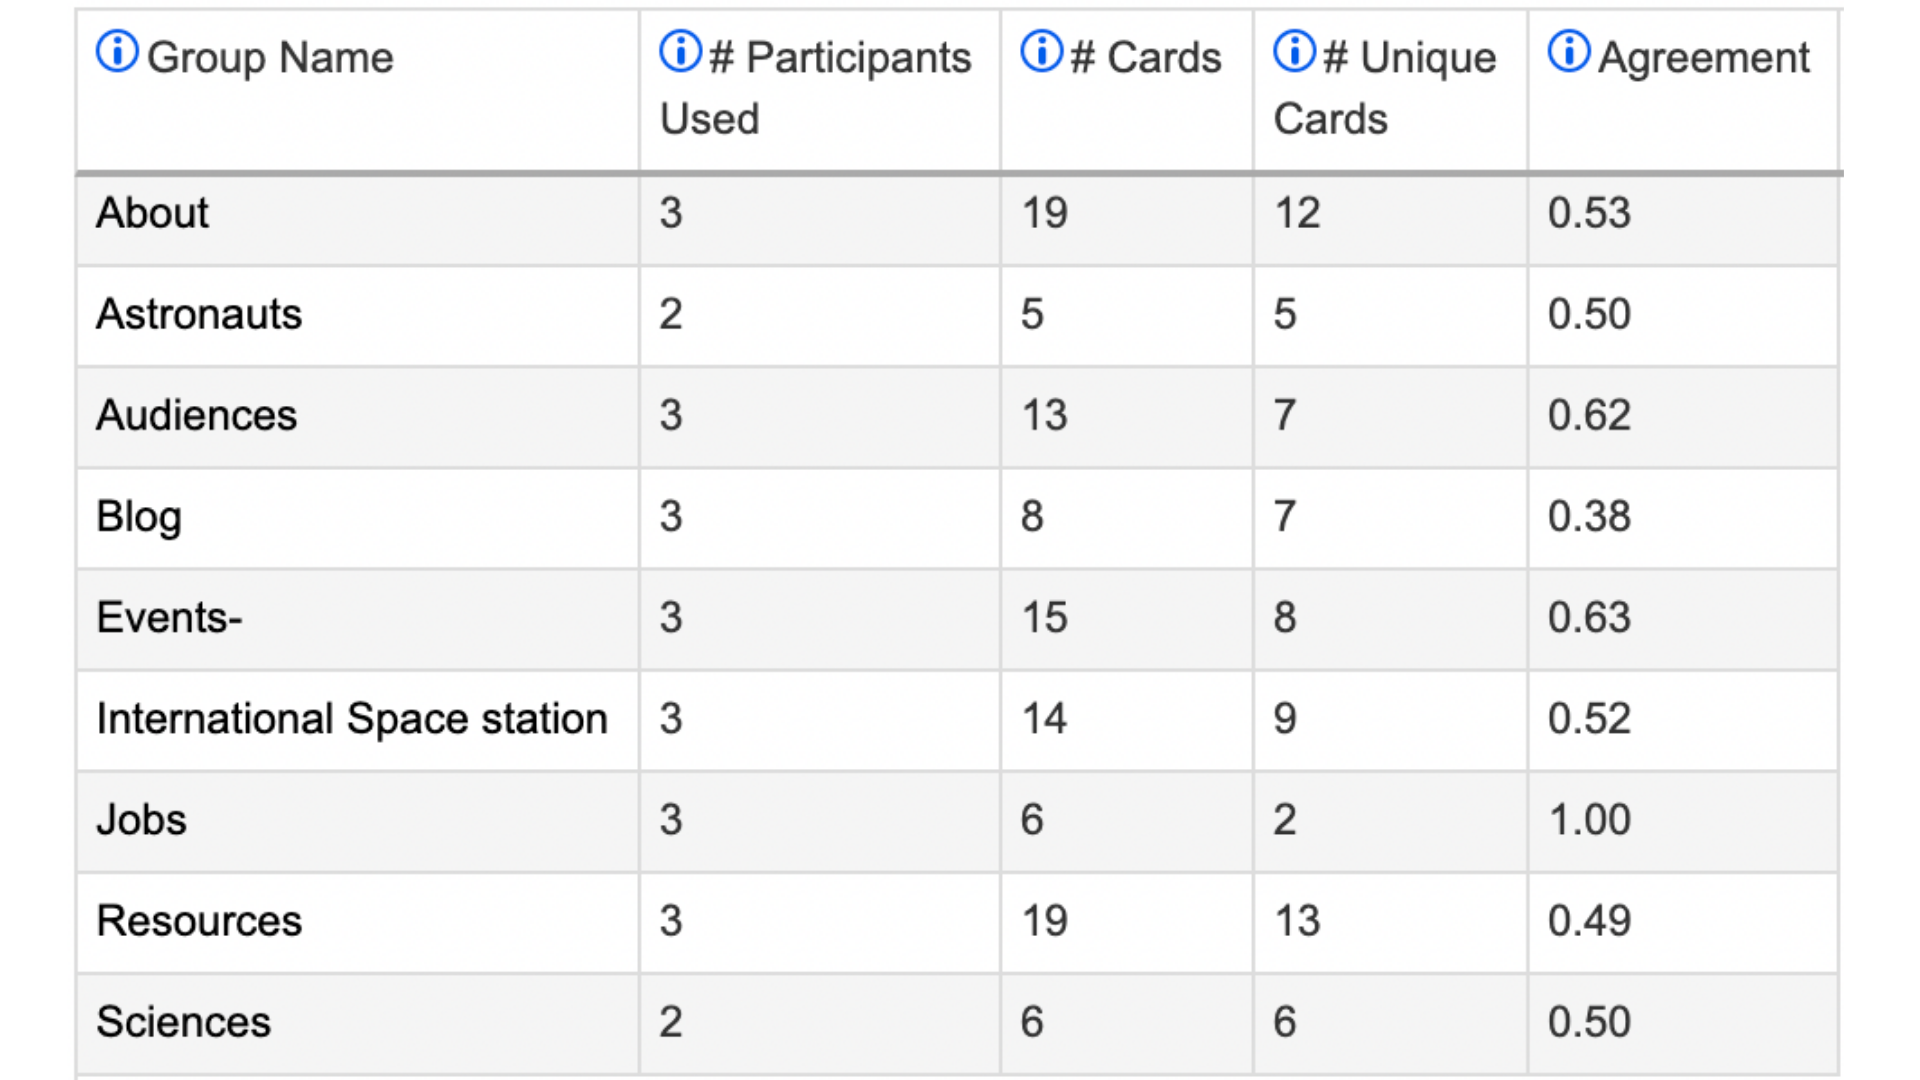 Group Name # Participants Used # Cards # Unique Cards Agreement
About 3 19 12 0.53
Astronauts 2 5 5 0.50
Audiences 3 13 7 0.62
Blog 3 8 7 0.38
Events- 3 15 8 0.63
International Space station 3 14 9 0.52
Jobs 3 6 2 1.00
Resources 3 19 13 0.49
Sciences 2 6 6 0.50